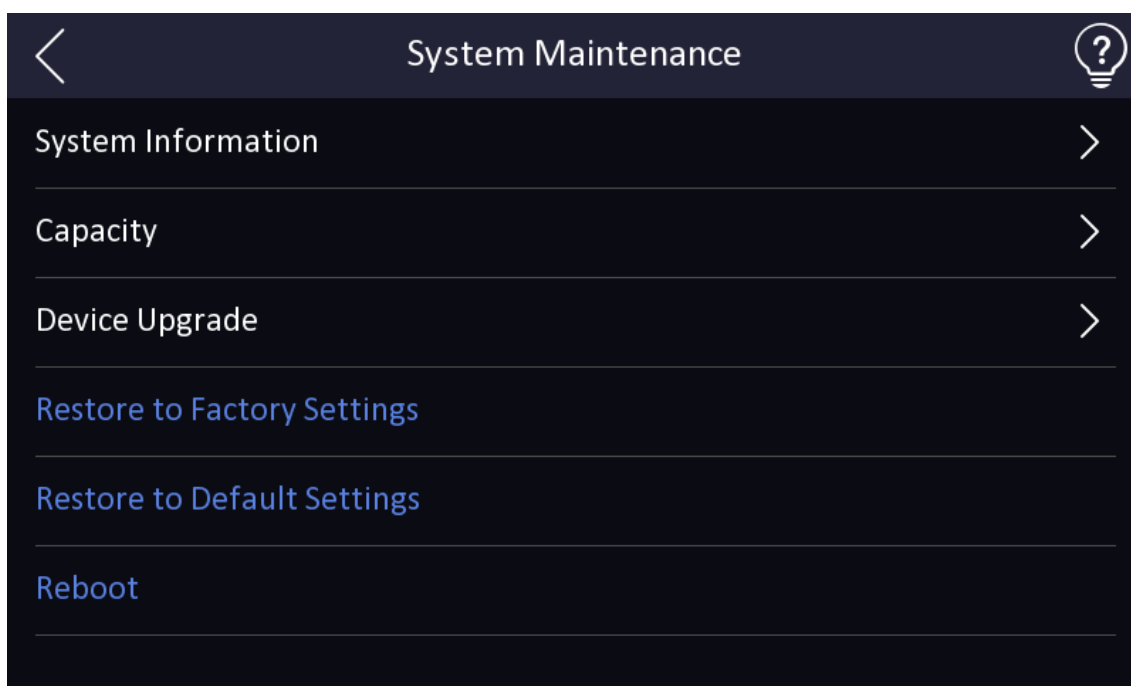 System Maintenance
System Information
Capacity
Device Upgrade
Restore to Factory Settings
Restore to Default Settings
Reboot